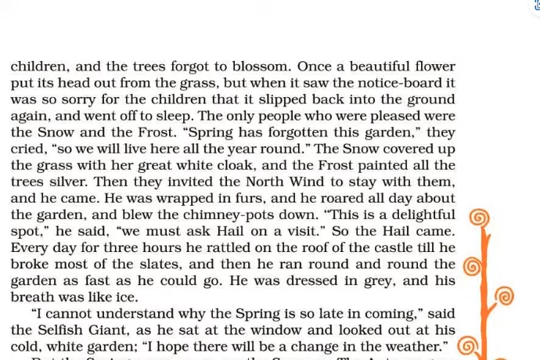 children, and the trees forgot to blossom. Once a beautiful flower
put its head out from the grass, but when it saw the notice-board it
was so sorry for the children that it slipped back into the ground
again, and went off to sleep. The only people who were pleased were
the Snow and the Frost. “Spring has forgotten this garden,” they
cried, “so we will live here all the year round.” The Snow covered up
the grass with her great white cloak, and the Frost painted all the
trees silver. Then they invited the North Wind to stay with them,
and he came. He was wrapped in furs, and he roared all day about
the garden, and blew the chimney-pots down. “This is a delightful
spot,” he said, “we must ask Hail on a visit.” So the Hail came.
Every day for three hours he rattled on the roof of the castle till he
broke most of the slates, and then he ran round and round the
garden as fast as he could go. He was dressed in grey, and his
breath was like ice.
“I cannot understand why the Spring is so late in coming,” said
the Selfish Giant, as he sat at the window and looked out at his
cold, white garden; “I hope there will be a change in the weather.”